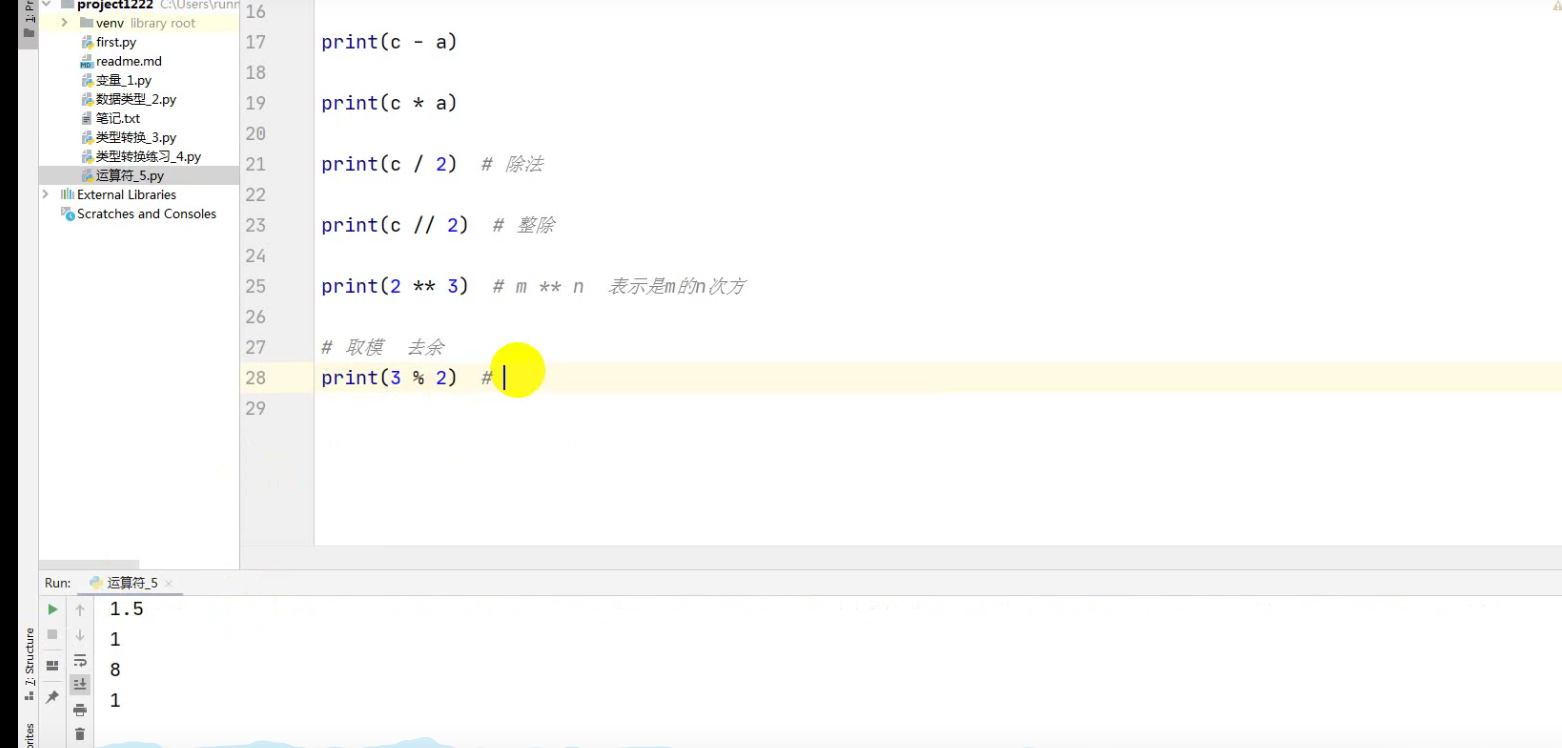 1: Pr
project1222 C:\Users\runn
venv library root
first.py
readme.md
变量_1.py
数据类型_2.py
笔记.txt
类型转换_3.py
类型转换练习_4.py
运算符_5.py
External Libraries
Scratches and Consoles
16
17 print(c - a)
18
19 print(c * a)
20
21 print(c / 2) # 除法
22
23 print(c // 2) # 整除
24
25 print(2 ** 3) # m ** n 表示是m的n次方
26
27 # 取模 去余
28 print(3 % 2) #
29
Run: 运算符_5
1.5
1
8
1
7: Structure
orites